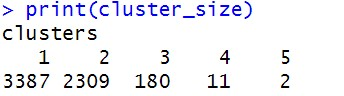 > print(cluster_size)
clusters
1 2 3 4 5
3387 2309 180 11 2